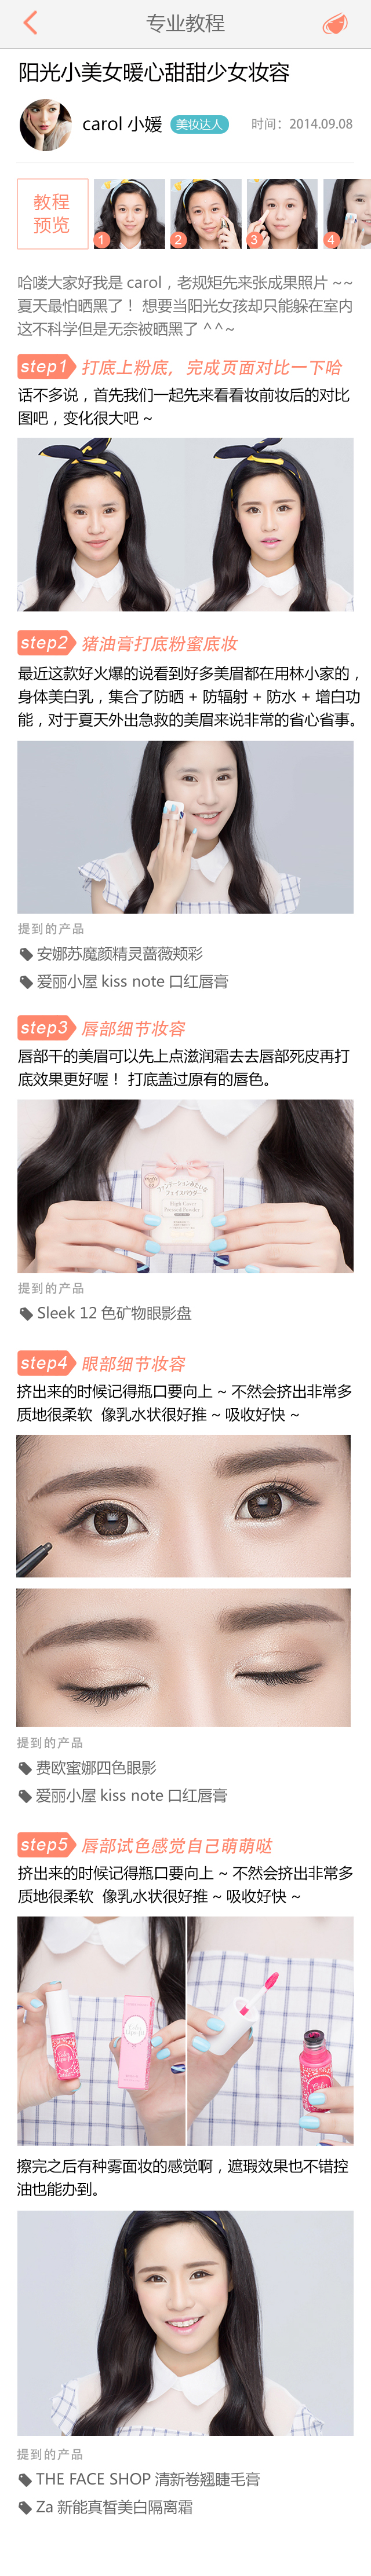 专业教程
阳光小美女暖心甜甜少女妆容
carol 小媛 美妆达人 时间：2014.09.08
教程
预览
1 2 3 4
哈喽大家好我是 carol，老规矩先来张成果照片 ~~
夏天最怕晒黑了！ 想要当阳光女孩却只能躲在室内
这不科学但是无奈被晒黑了 ^ ^ ~
step1 打底上粉底，完成页面对比一下哈
话不多说，首先我们一起先来看看妆前妆后的对比
图吧，变化很大吧 ~
step2 猪油膏打底粉蜜底妆
最近这款好火爆的说看到好多美眉都在用林小家的，
身体美白乳，集合了防晒 + 防辐射 + 防水 + 增白功
能，对于夏天外出急救的美眉来说非常的省心省事。
提到的产品
安娜苏魔颜精灵蔷薇颊彩
爱丽小屋 kiss note 口红唇膏
step3 唇部细节妆容
唇部干的美眉可以先上点滋润霜去去唇部死皮再打
底效果更好喔！ 打底盖过原有的唇色。
提到的产品
Sleek 12 色矿物眼影盘
step4 眼部细节妆容
挤出来的时候记得瓶口要向上 ~ 不然会挤出非常多
质地很柔软 像乳水状很好推 ~ 吸收好快 ~
提到的产品
费欧蜜娜四色眼影
爱丽小屋 kiss note 口红唇膏
step5 唇部试色感觉自己萌萌哒
挤出来的时候记得瓶口要向上 ~ 不然会挤出非常多
质地很柔软 像乳水状很好推 ~ 吸收好快 ~
擦完之后有种雾面妆的感觉啊，遮瑕效果也不错控
油也能办到。
提到的产品
THE FACE SHOP 清新卷翘睫毛膏
Za 新能真皙美白隔离霜